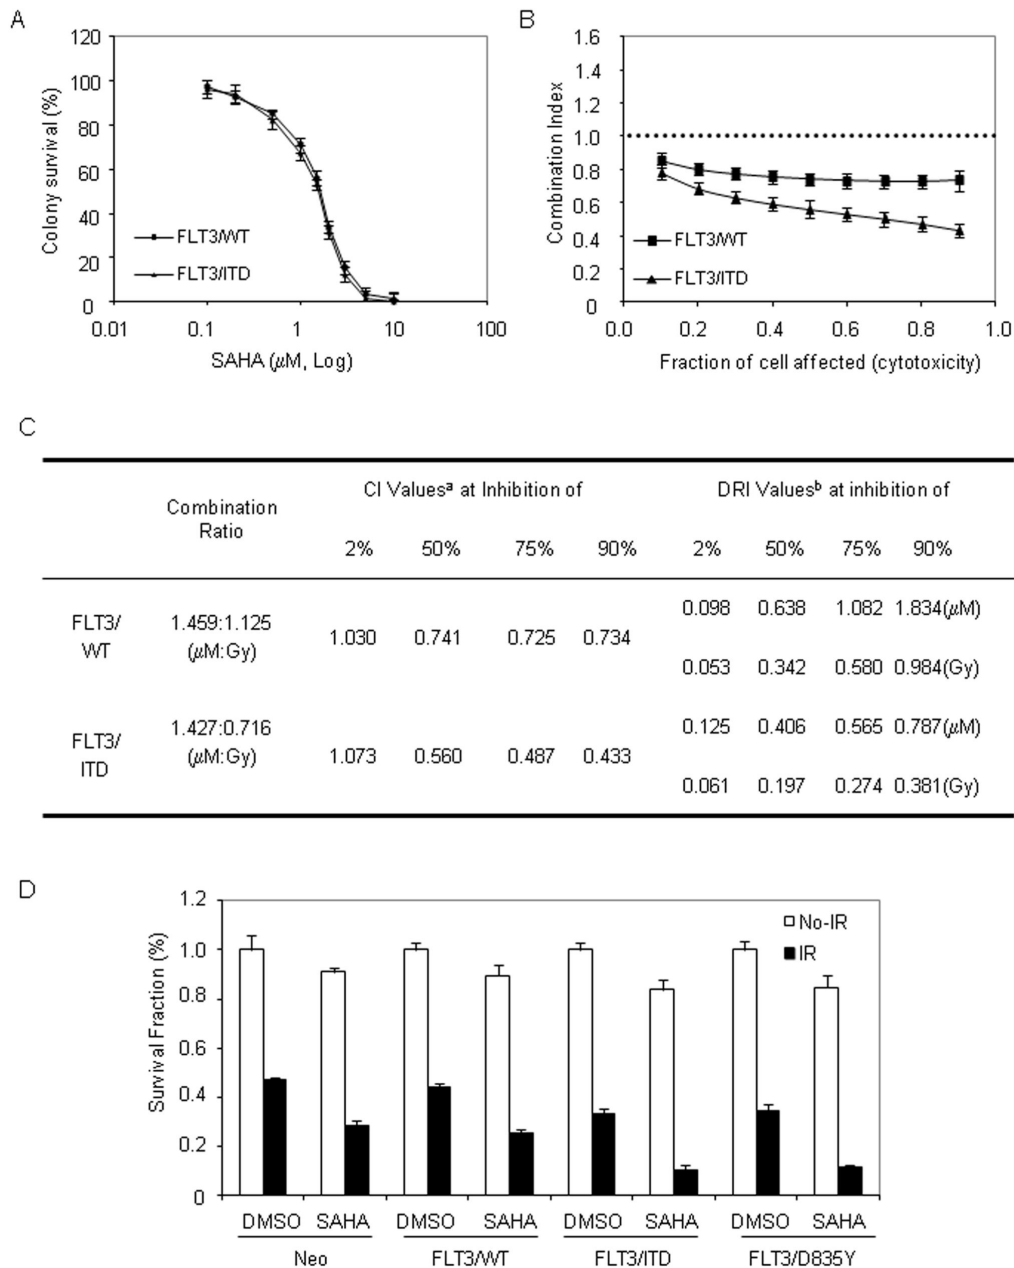 A
Colony survival (%)
120
100
80
60
40
20
0
0.01 0.1 1 10 100
SAHA (μM, Log)
FLT3/WT
FLT3/ITD
B
Combination Index
1.6
1.4
1.2
1.0
0.8
0.6
0.4
0.2
0
0.0 0.2 0.4 0.6 0.8 1.0
Fraction of cell affected (cytotoxicity)
FLT3/WT
FLT3/ITD
C
Combination Ratio
CI Valuesᵃ at Inhibition of
DRI Valuesᵇ at inhibition of
2% 50% 75% 90% 2% 50% 75% 90%
FLT3/
WT
1.459:1.125
(μM:Gy)
1.030 0.741 0.725 0.734
0.098 0.638 1.082 1.834(μM)
0.053 0.342 0.580 0.984(Gy)
FLT3/
ITD
1.427:0.716
(μM:Gy)
1.073 0.560 0.487 0.433
0.125 0.406 0.565 0.787(μM)
0.061 0.197 0.274 0.381(Gy)
D
Survival Fraction (%)
1.2
1.0
0.8
0.6
0.4
0.2
0
No-IR
IR
DMSO SAHA DMSO SAHA DMSO SAHA DMSO SAHA
Neo FLT3/WT FLT3/ITD FLT3/D835Y